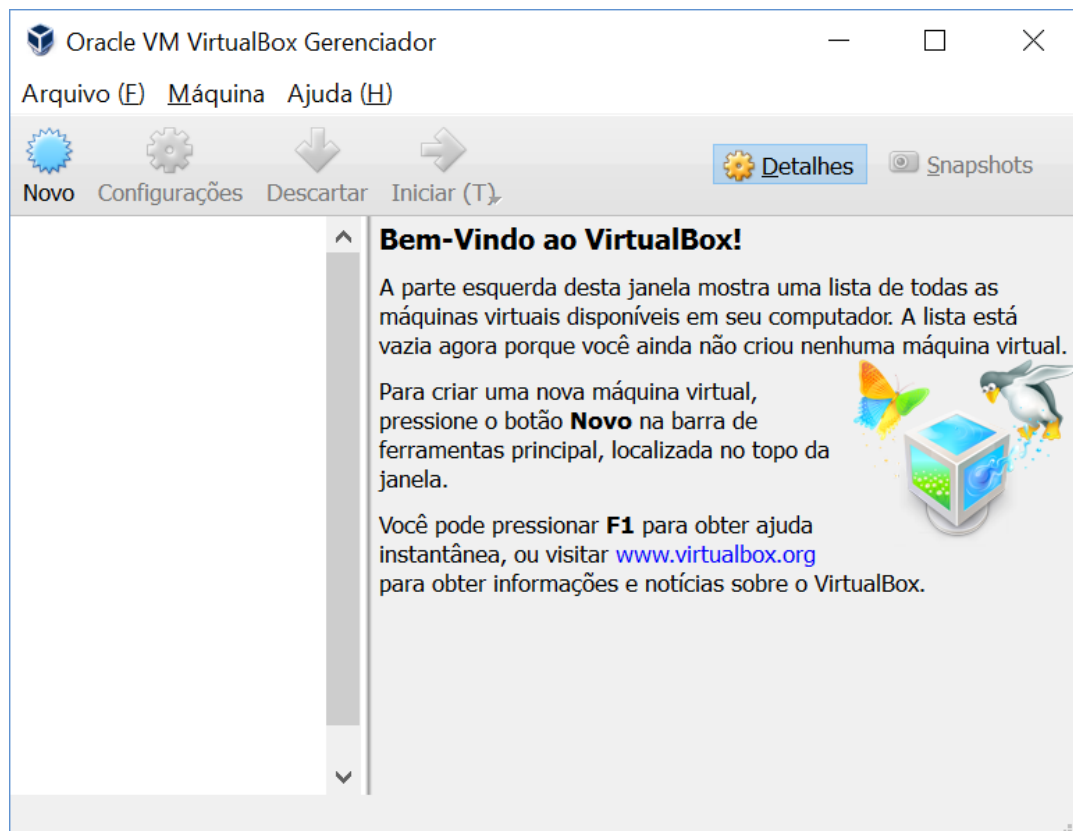 Oracle VM VirtualBox Gerenciador
Arquivo (F) Máquina Ajuda (H)
Novo Configurações Descartar Iniciar (T) Detalhes Snapshots
Bem-Vindo ao VirtualBox!
A parte esquerda desta janela mostra uma lista de todas as
máquinas virtuais disponíveis em seu computador. A lista está
vazia agora porque você ainda não criou nenhuma máquina virtual.
Para criar uma nova máquina virtual,
pressione o botão Novo na barra de
ferramentas principal, localizada no topo da
janela.
Você pode pressionar F1 para obter ajuda
instantânea, ou visitar www.virtualbox.org
para obter informações e notícias sobre o VirtualBox.